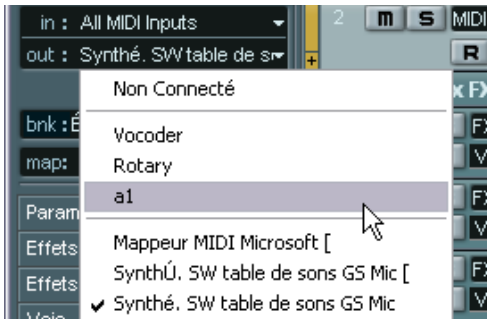 in : All MIDI Inputs
2 m S MIDI
out : Synthé. SW table de sr
R
Non Connecté
x FX
bnk : É
FX
Vocoder
map:
V
Rotary
a1
FX
Param
V
Mappeur MIDI Microsoft [
Effets
SynthÚ. SW table de sons GS Mic [
Effets
FX
✓ Synthé. SW table de sons GS Mic
V